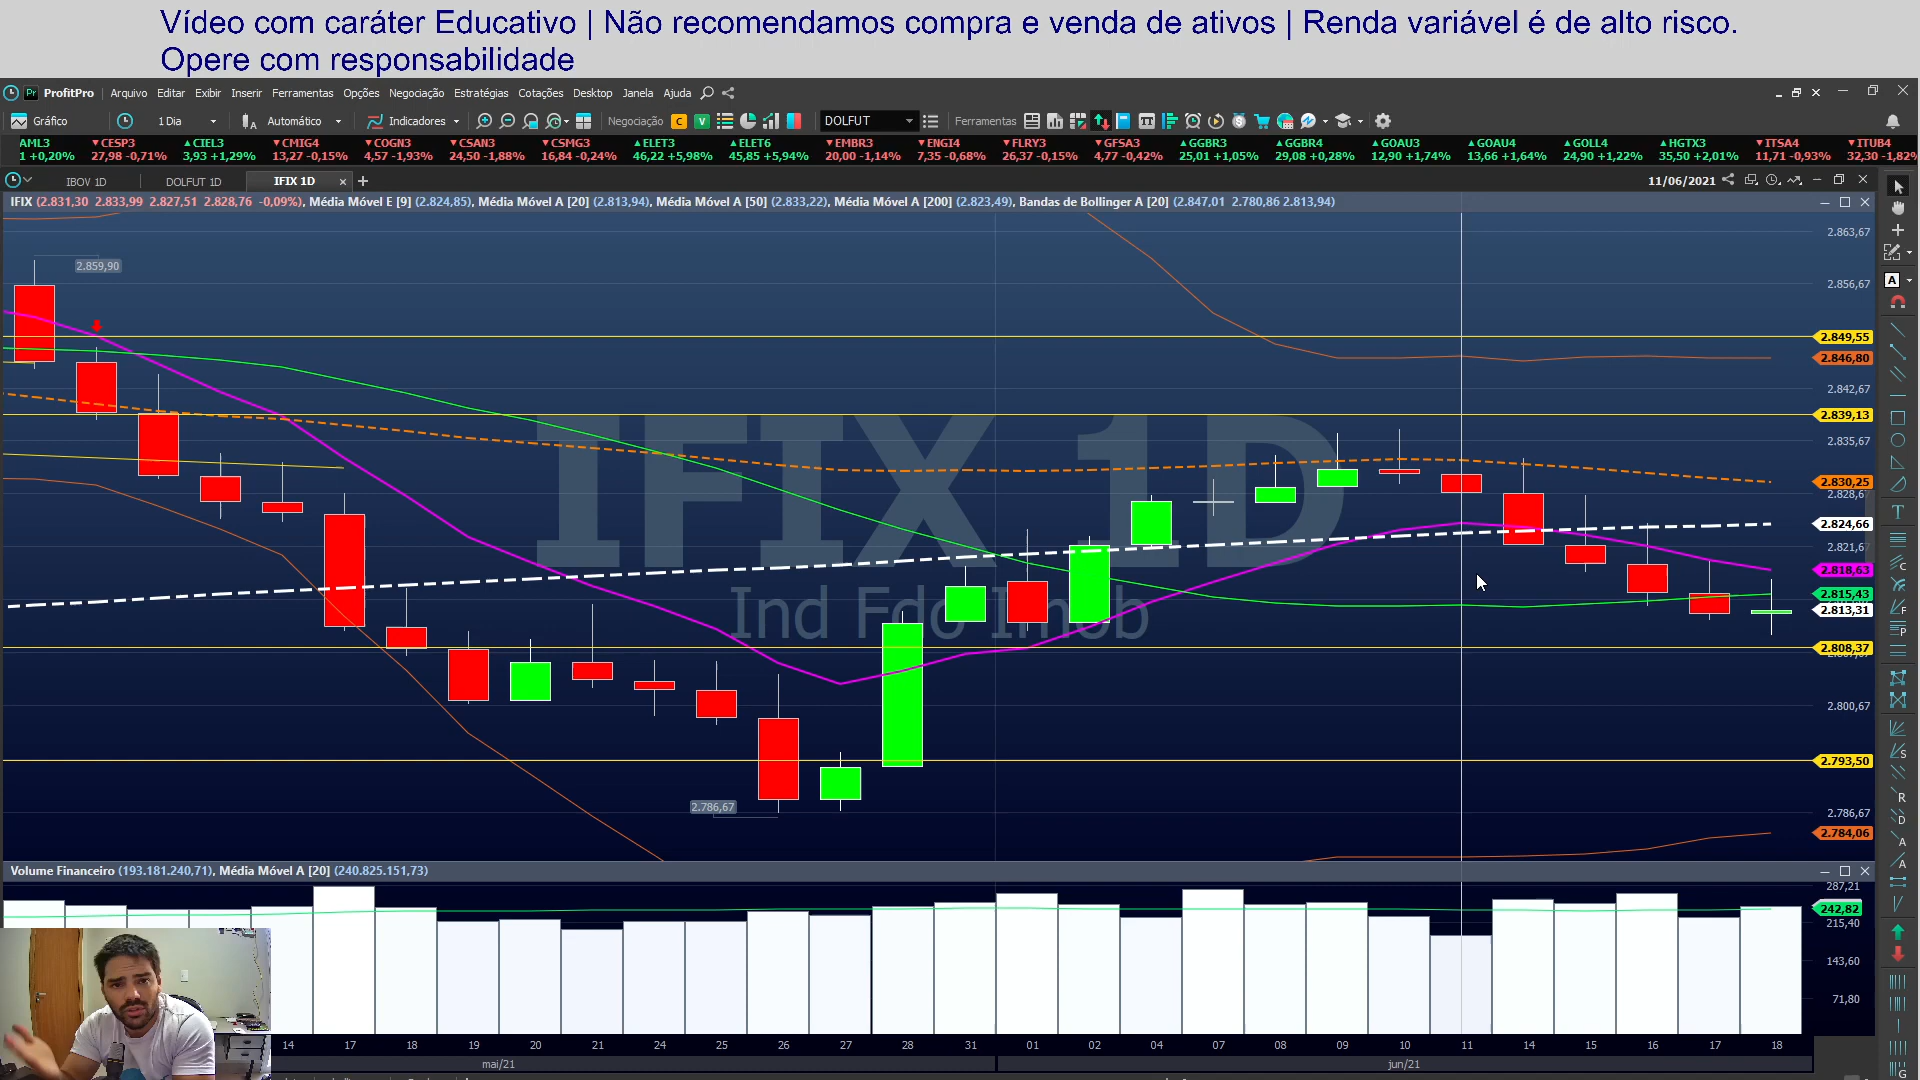 Vídeo com caráter Educativo | Não recomendamos compra e venda de ativos | Renda variável é de alto risco.
Opere com responsabilidade
Pr ProfitPro Arquivo Editar Exibir Inserir Ferramentas Opções Negociação Estratégias Cotações Desktop Janela Ajuda
Gráfico 1 Dia Automático Indicadores Negociação C V DOLFUT Ferramentas
AML3 ▼CESP3 ▲CIEL3 ▼CMIG4 ▼COGN3 ▼CSAN3 ▼CSMG3 ▲ELET3 ▲ELET6 ▼EMBR3 ▼ENGI4 ▼FLRY3 ▼GFSA3 ▲GGBR3 ▲GGBR4 ▲GOAU3 ▲GOAU4 ▲GOLL4 ▲HGTX3 ▼ITSA4 ▼ITUB4
1 +0,20% 27,98 -0,71% 3,93 +1,29% 13,27 -0,15% 4,57 -1,93% 24,50 -1,88% 16,84 -0,24% 46,22 +5,98% 45,85 +5,94% 20,00 -1,14% 7,35 -0,68% 26,37 -0,15% 4,77 -0,42% 25,01 +1,05% 29,08 +0,28% 12,90 +1,74% 13,66 +1,64% 24,90 +1,22% 35,50 +2,01% 11,71 -0,93% 32,30 -1,82%
IBOV 1D DOLFUT 1D IFIX 1D 11/06/2021
IFIX (2.831,30 2.833,99 2.827,51 2.828,76 -0,09%), Média Móvel E [9] (2.824,85), Média Móvel A [20] (2.813,94), Média Móvel A [50] (2.833,22), Média Móvel A [200] (2.823,49), Bandas de Bollinger A [20] (2.847,01 2.780,86 2.813,94)
2.863,67
2.859,90
2.856,67
2.849,55
2.846,80
2.842,67
2.839,13
2.835,67
2.830,25
2.828,67
2.824,66
2.821,67
2.818,63
2.815,43
2.813,31
2.808,37
2.800,67
2.793,50
2.786,67
2.786,67
2.784,06
IFIX 1D
Ind Fdo Imob
Volume Financeiro (193.181.240,71), Média Móvel A [20] (240.825.151,73)
287,21
242,82
215,40
143,60
71,80
14 17 18 19 20 21 24 25 26 27 28 31 01 02 04 07 08 09 10 11 14 15 16 17 18
mai/21 jun/21